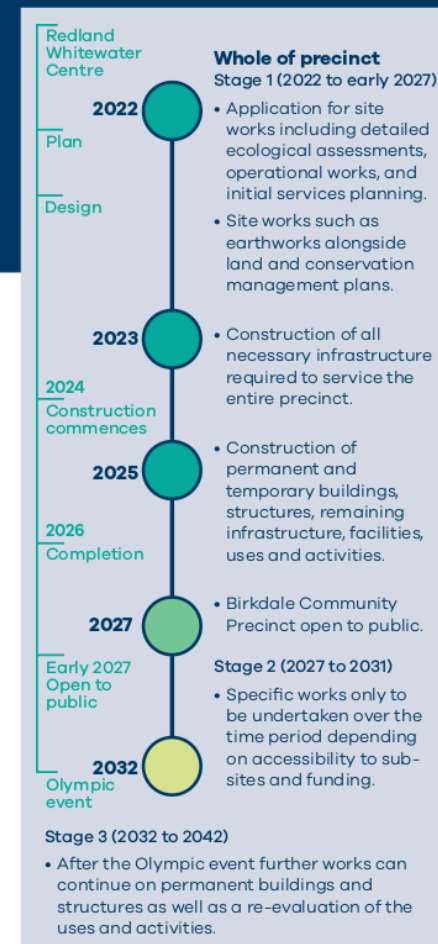 Redland
Whitewater
Centre
Plan
Design
2024
Construction
commences
2026
Completion
Early 2027
Open to
public
Olympic
event
2022
2023
2025
2027
2032
Whole of precinct
Stage 1 (2022 to early 2027)
• Application for site
works including detailed
ecological assessments,
operational works, and
initial services planning.
• Site works such as
earthworks alongside
land and conservation
management plans.
• Construction of all
necessary infrastructure
required to service the
entire precinct.
• Construction of
permanent and
temporary buildings,
structures, remaining
infrastructure, facilities,
uses and activities.
• Birkdale Community
Precinct open to public.
Stage 2 (2027 to 2031)
• Specific works only to
be undertaken over the
time period depending
on accessibility to sub-
sites and funding.
Stage 3 (2032 to 2042)
• After the Olympic event further works can
continue on permanent buildings and
structures as well as a re-evaluation of the
uses and activities.